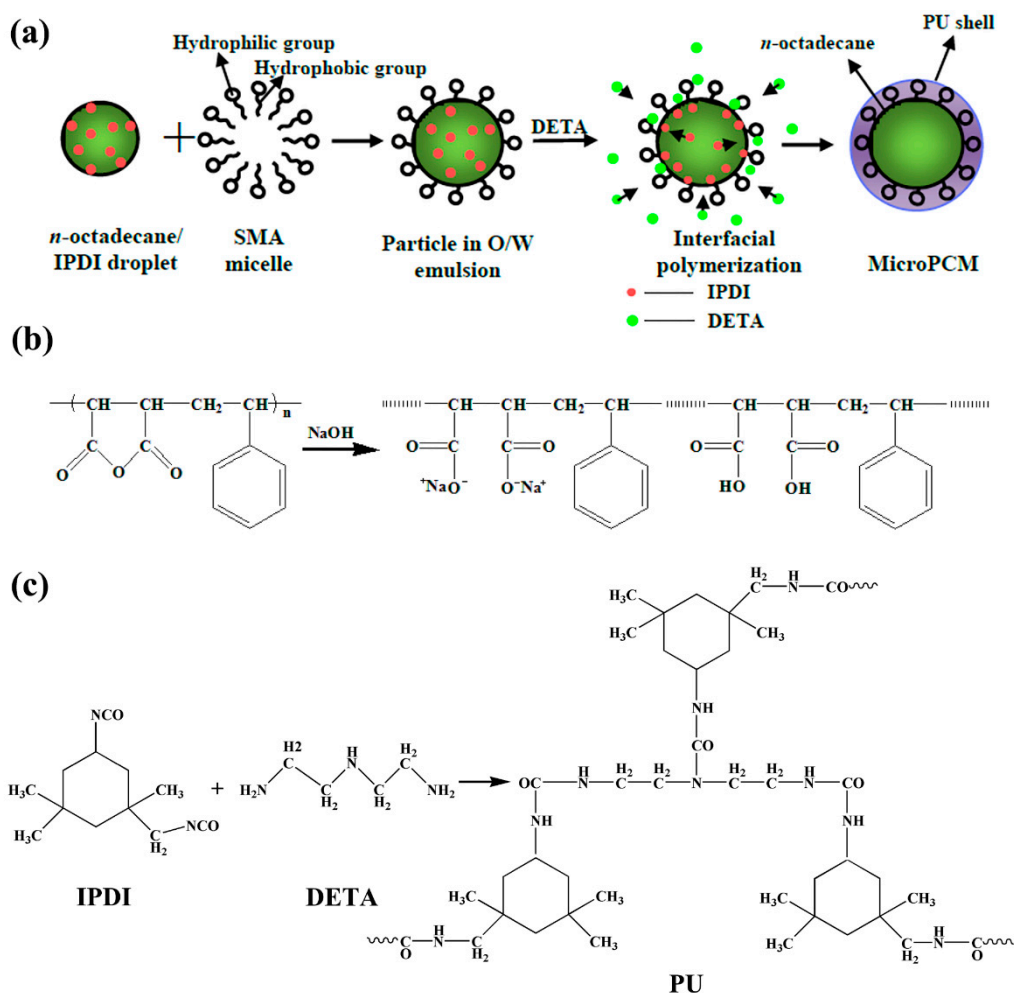 (a)
Hydrophilic group
Hydrophobic group
n-octadecane
PU shell
+
DETA
n-octadecane/
IPDI droplet
SMA
micelle
Particle in O/W
emulsion
Interfacial
polymerization
MicroPCM
IPDI
DETA
(b)
( CH CH CH₂ CH )n
C C
O O O
NaOH
CH CH CH₂ CH CH CH CH₂ CH
O C C O O C C O
⁺NaO⁻ O⁻Na⁺ HO OH
(c)
H₂
C N CO
H
H₃C
H₃C CH₃
NH
CO
OC N C C N C C N CO
H H₂ H₂ H₂ H₂ H
NH NH
NCO
H₃C CH₃
H₃C NCO
C
H₂
+
H2 H H₂
C N C
H₂N C C NH₂
H₂ H₂
CH₃ H₃C
H₃C CH₃ H₃C CH₃
H H
C N C C N C
O H₂ H₂ O
IPDI
DETA
PU